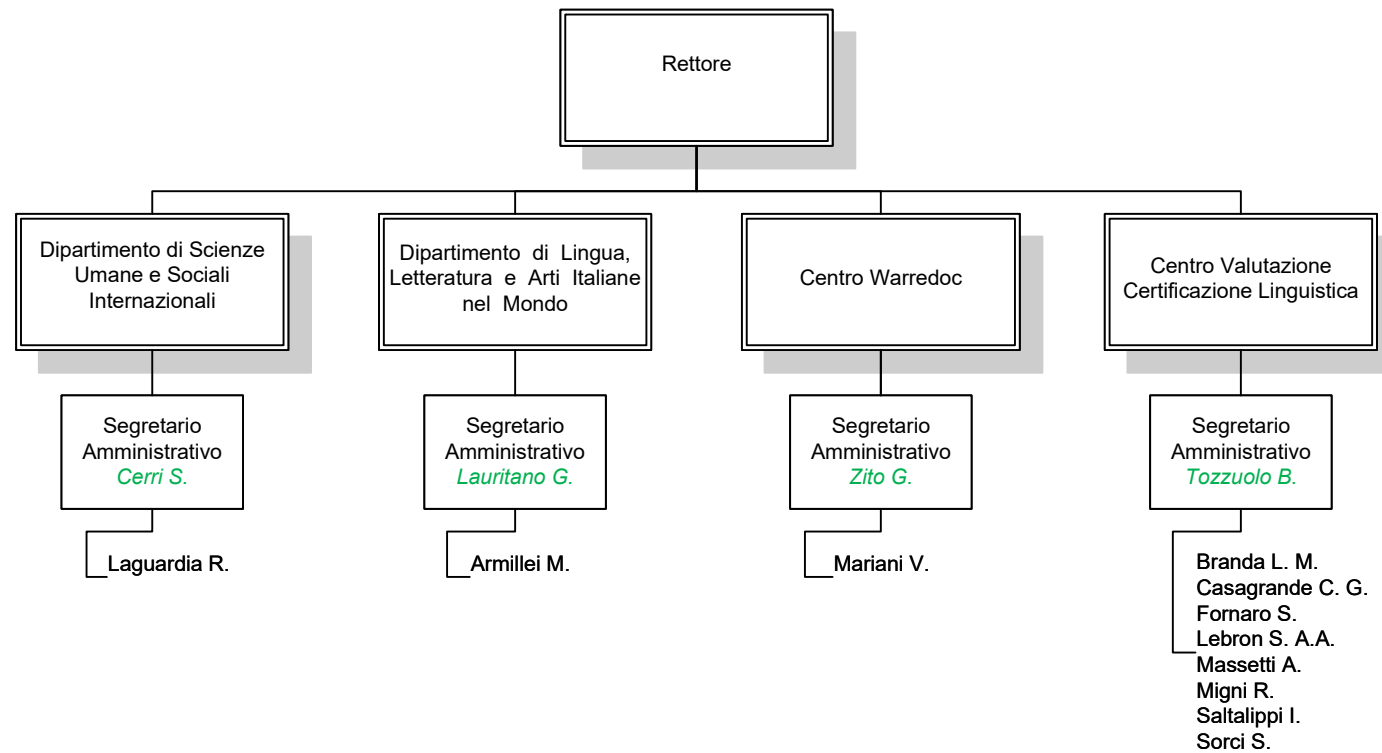 Rettore
Dipartimento di Scienze
Umane e Sociali
Internazionali
Dipartimento di Lingua,
Letteratura e Arti Italiane
nel Mondo
Centro Warredoc
Centro Valutazione
Certificazione Linguistica
Segretario
Amministrativo
Cerri S.
Segretario
Amministrativo
Lauritano G.
Segretario
Amministrativo
Zito G.
Segretario
Amministrativo
Tozzuolo B.
Laguardia R.
Armillei M.
Mariani V.
Branda L. M.
Casagrande C. G.
Fornaro S.
Lebron S. A.A.
Massetti A.
Migni R.
Saltalippi I.
Sorci S.